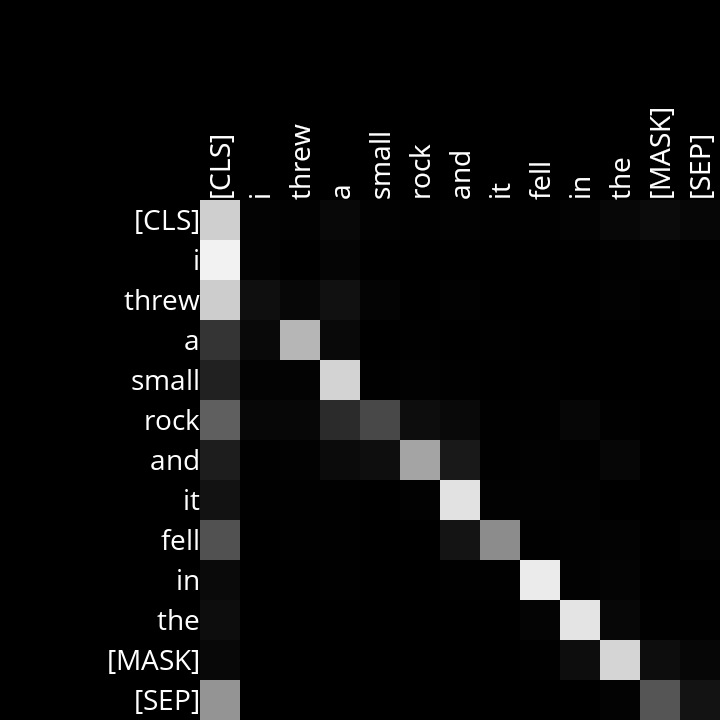 [CLS] i threw a small rock and it fell in the [MASK] [SEP]
[CLS]
i
threw
a
small
rock
and
it
fell
in
the
[MASK]
[SEP]